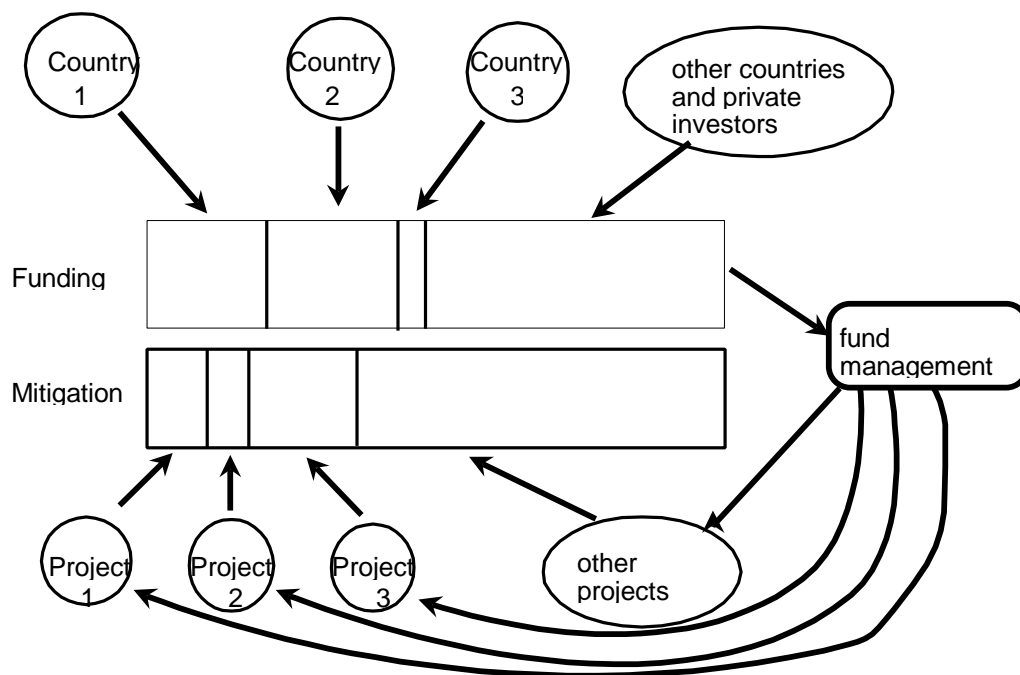 Country
1
Country
2
Country
3
other countries
and private
investors
Funding
fund
management
Mitigation
Project
1
Project
2
Project
3
other
projects